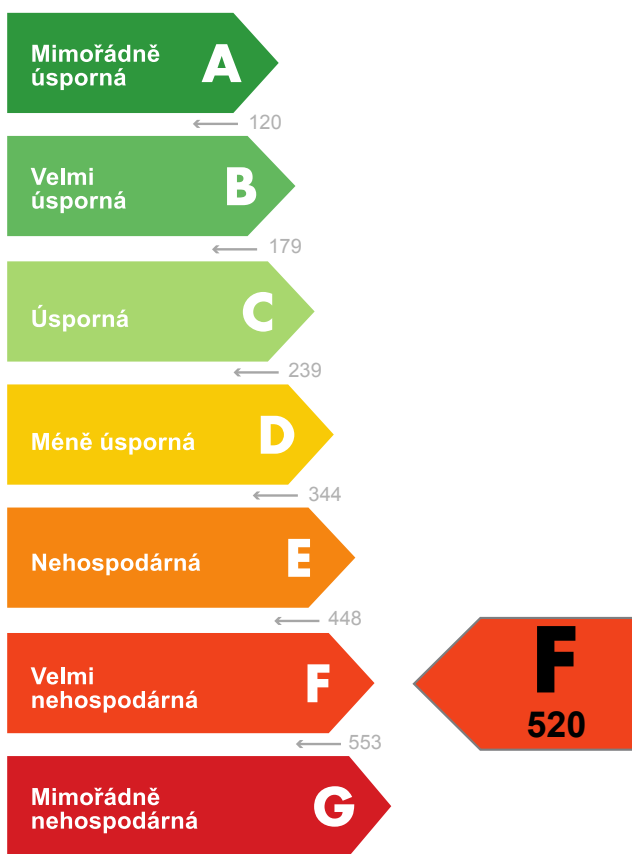 Mimořádně
úsporná
A
120
Velmi
úsporná
B
179
Úsporná
C
239
Méně úsporná
D
344
Nehospodárná
E
448
Velmi
nehospodárná
F
F
520
553
Mimořádně
nehospodárná
G